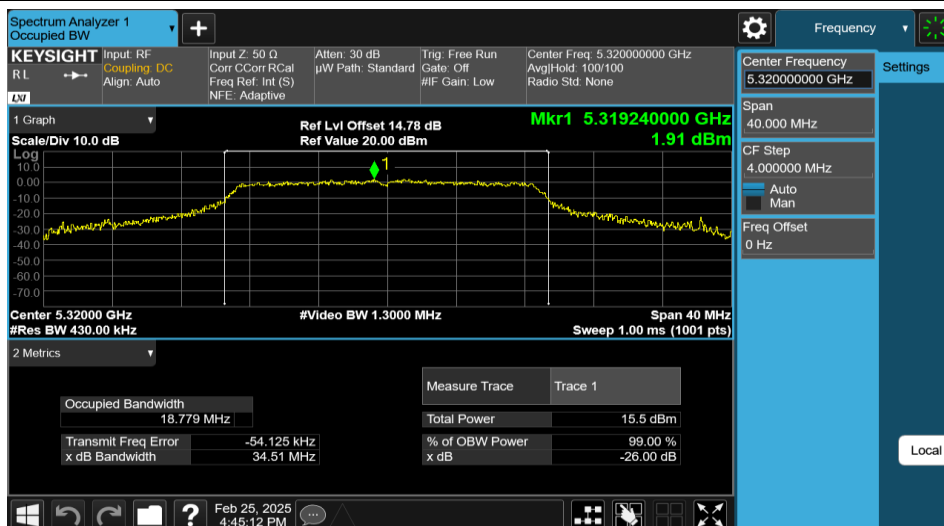 Spectrum Analyzer 1
Occupied BW
Frequency
KEYSIGHT
R L
LXI
Input: RF
Coupling: DC
Align: Auto
Input Z: 50 Ω
Corr CCorr RCal
Freq Ref: Int (S)
NFE: Adaptive
Atten: 30 dB
µW Path: Standard
Trig: Free Run
Gate: Off
#IF Gain: Low
Center Freq: 5.320000000 GHz
Avg|Hold: 100/100
Radio Std: None
Center Frequency
5.320000000 GHz
Settings
Span
40.000 MHz
CF Step
4.000000 MHz
Auto
Man
Freq Offset
0 Hz
1 Graph
Scale/Div 10.0 dB
Ref Lvl Offset 14.78 dB
Ref Value 20.00 dBm
Mkr1 5.319240000 GHz
1.91 dBm
Log
10.0
0.00
-10.0
-20.0
-30.0
-40.0
-50.0
-60.0
-70.0
1
Center 5.32000 GHz
#Res BW 430.00 kHz
#Video BW 1.3000 MHz
Span 40 MHz
Sweep 1.00 ms (1001 pts)
2 Metrics
Occupied Bandwidth
18.779 MHz
Transmit Freq Error -54.125 kHz
x dB Bandwidth 34.51 MHz
Measure Trace Trace 1
Total Power 15.5 dBm
% of OBW Power 99.00 %
x dB -26.00 dB
Local
?
Feb 25, 2025
4:45:12 PM